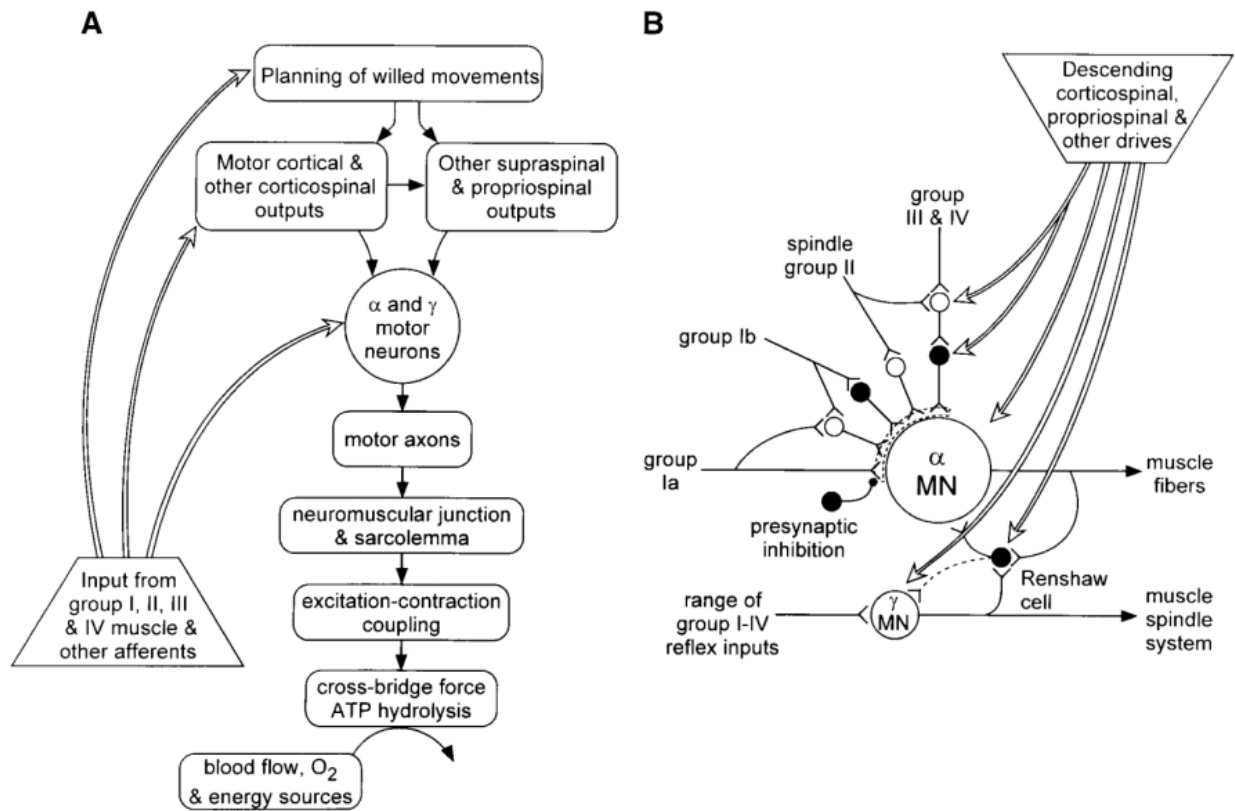 A
Planning of willed movements
Motor cortical &
other corticospinal
outputs
Other supraspinal
& propriospinal
outputs
α and γ
motor
neurons
motor axons
neuromuscular junction
& sarcolemma
Input from
group I, II, III
& IV muscle &
other afferents
excitation-contraction
coupling
cross-bridge force
ATP hydrolysis
blood flow, O2
& energy sources
B
Descending
corticospinal,
propriospinal &
other drives
group
III & IV
spindle
group II
group Ib
group
Ia
α
MN
muscle
fibers
presynaptic
inhibition
Renshaw
cell
range of
group I-IV
reflex inputs
γ
MN
muscle
spindle
system